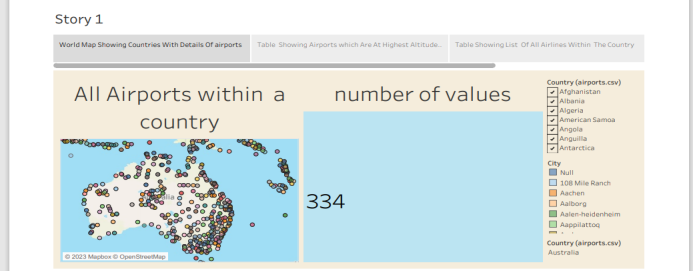 Story 1
World Map Showing Countries With Details Of airports
Table Showing Airports which Are At Highest Altitude...
Table Showing List Of All Airlines Within The Country
All Airports within a
country
number of values
334
© 2023 Mapbox © OpenStreetMap
Country (airports.csv)
Afghanistan
Albania
Algeria
American Samoa
Angola
Anguilla
Antarctica
City
Null
108 Mile Ranch
Aachen
Aalborg
Aalen-heidenheim
Aappilattoq
Country (airports.csv)
Australia